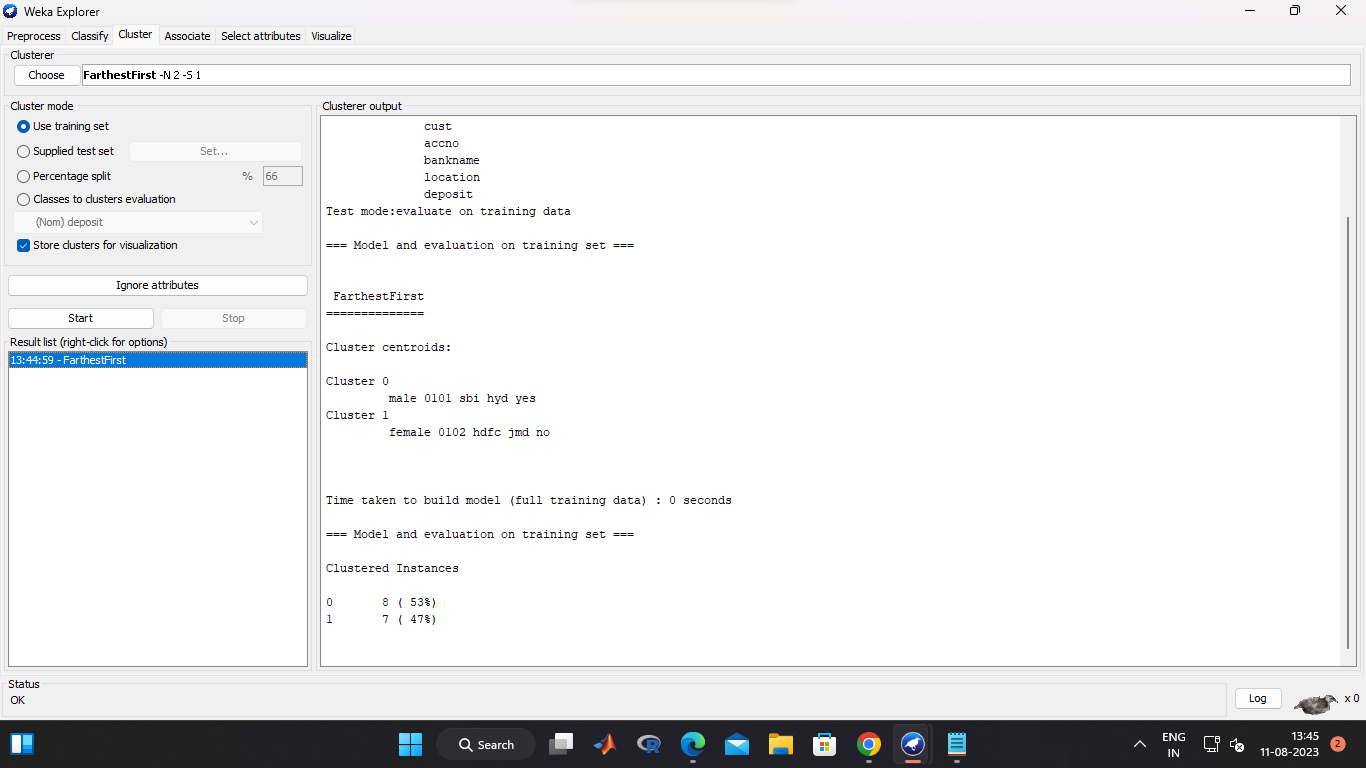 Weka Explorer
Preprocess Classify Cluster Associate Select attributes Visualize
Clusterer
Choose FarthestFirst -N 2 -S 1
Cluster mode
Use training set
Supplied test set Set...
Percentage split % 66
Classes to clusters evaluation
(Nom) deposit
Store clusters for visualization
Ignore attributes
Start Stop
Result list (right-click for options)
13:44:59 - FarthestFirst
Clusterer output
cust
accno
bankname
location
deposit
Test mode:evaluate on training data
=== Model and evaluation on training set ===
FarthestFirst
==============
Cluster centroids:
Cluster 0
male 0101 sbi hyd yes
Cluster 1
female 0102 hdfc jmd no
Time taken to build model (full training data) : 0 seconds
=== Model and evaluation on training set ===
Clustered Instances
0 8 ( 53%)
1 7 ( 47%)
Status
OK
Log x 0
Search
ENG
IN
13:45
11-08-2023
2